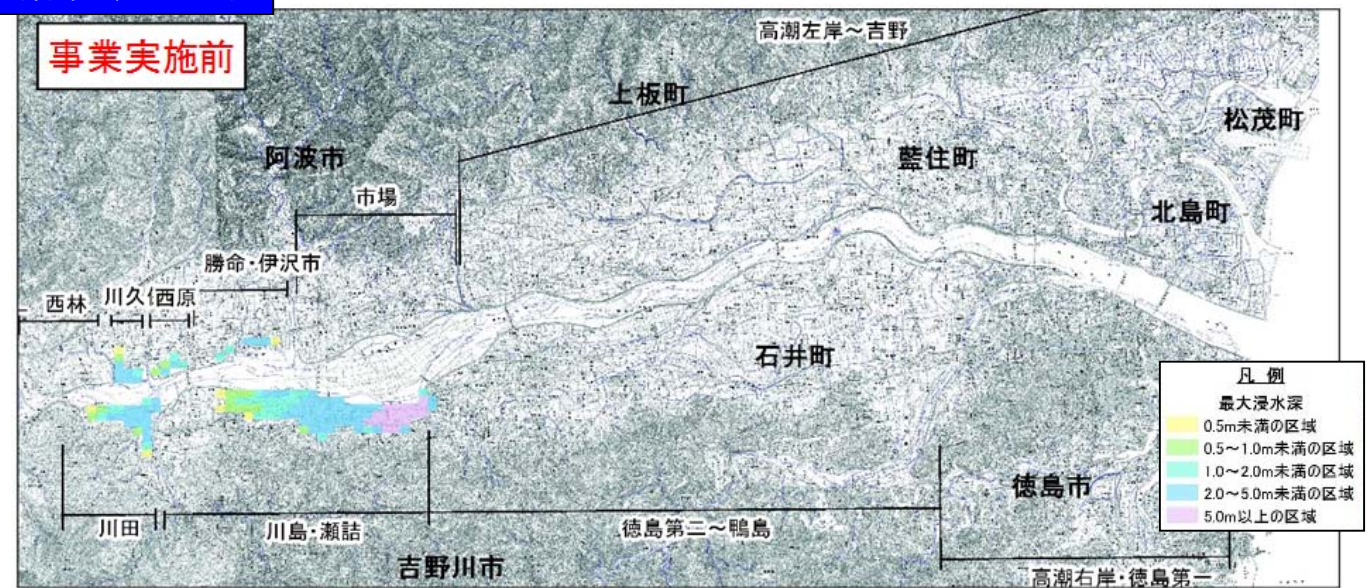 事業実施前
高潮左岸～吉野
上板町
松茂町
阿波市
藍住町
市場
北島町
勝命・伊沢市
西林
川久保
西原
石井町
凡 例
最大浸水深
0.5m未満の区域
0.5～1.0m未満の区域
1.0～2.0m未満の区域
2.0～5.0m未満の区域
5.0m以上の区域
徳島市
川田
川島・瀬詰
徳島第二～鴨島
吉野川市
高潮右岸・徳島第一